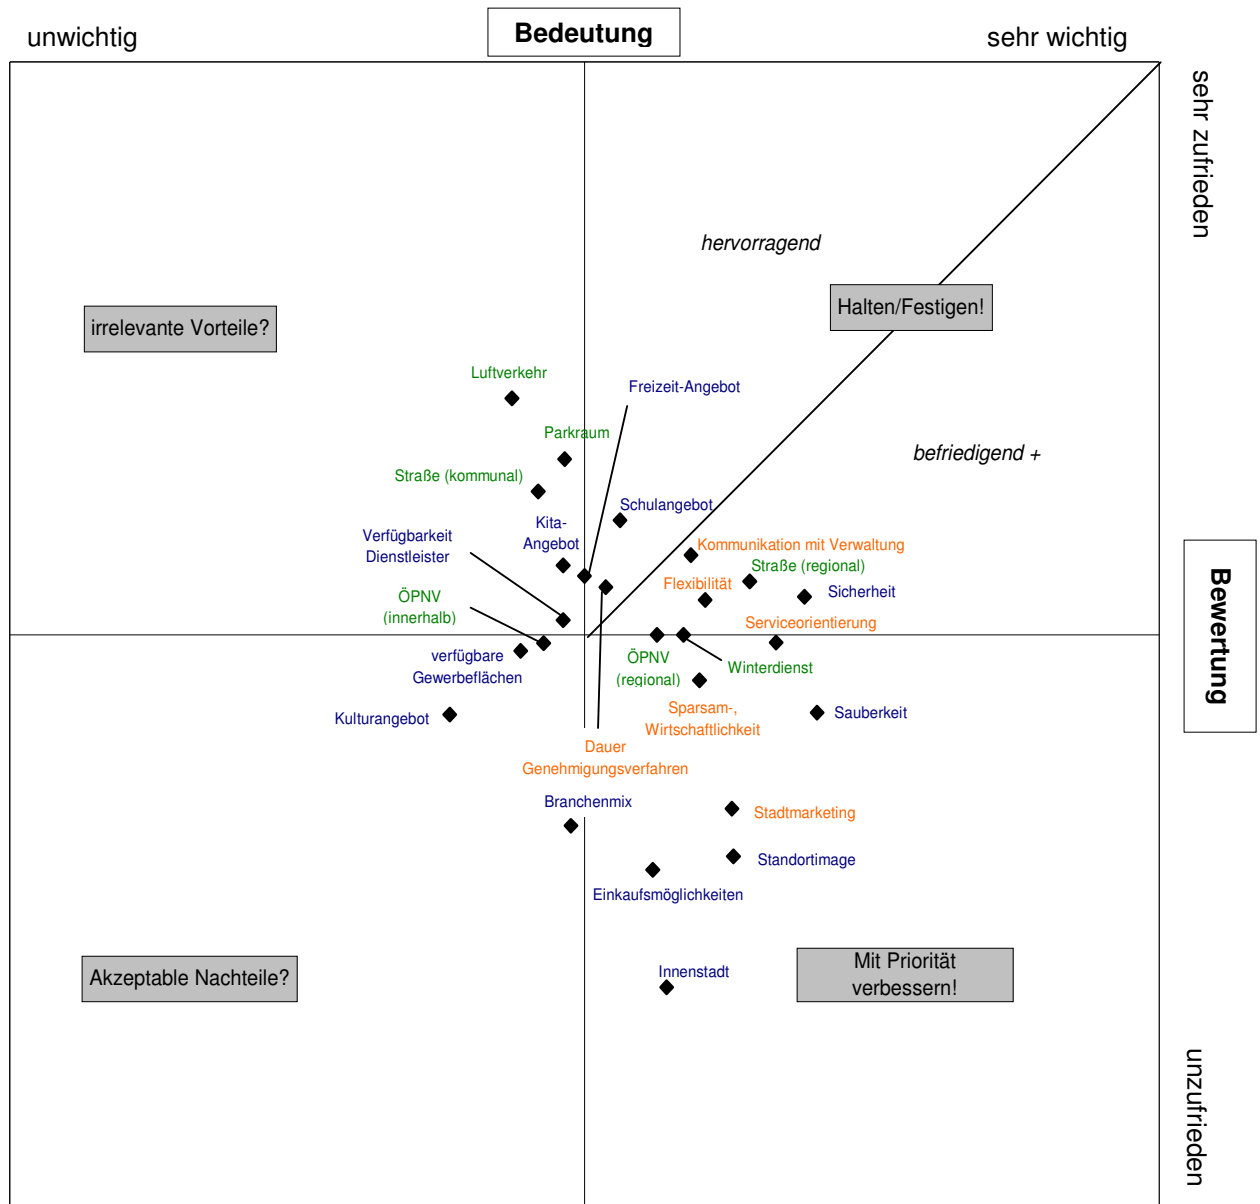 unwichtig
Bedeutung
sehr wichtig
sehr zufrieden
hervorragend
Halten/Festigen!
irrelevante Vorteile?
Luftverkehr
Freizeit-Angebot
Parkraum
befriedigend +
Straße (kommunal)
Schulangebot
Kita-
Angebot
Verfügbarkeit
Dienstleister
Kommunikation mit Verwaltung
Straße (regional)
Flexibilität
Sicherheit
ÖPNV
(innerhalb)
Serviceorientierung
Bewertung
verfügbare
Gewerbeflächen
ÖPNV
(regional)
Winterdienst
Kulturangebot
Sparsam-,
Wirtschaftlichkeit
Sauberkeit
Dauer
Genehmigungsverfahren
Branchenmix
Stadtmarketing
Standortimage
Einkaufsmöglichkeiten
Innenstadt
Akzeptable Nachteile?
Mit Priorität
verbessern!
unzufrieden